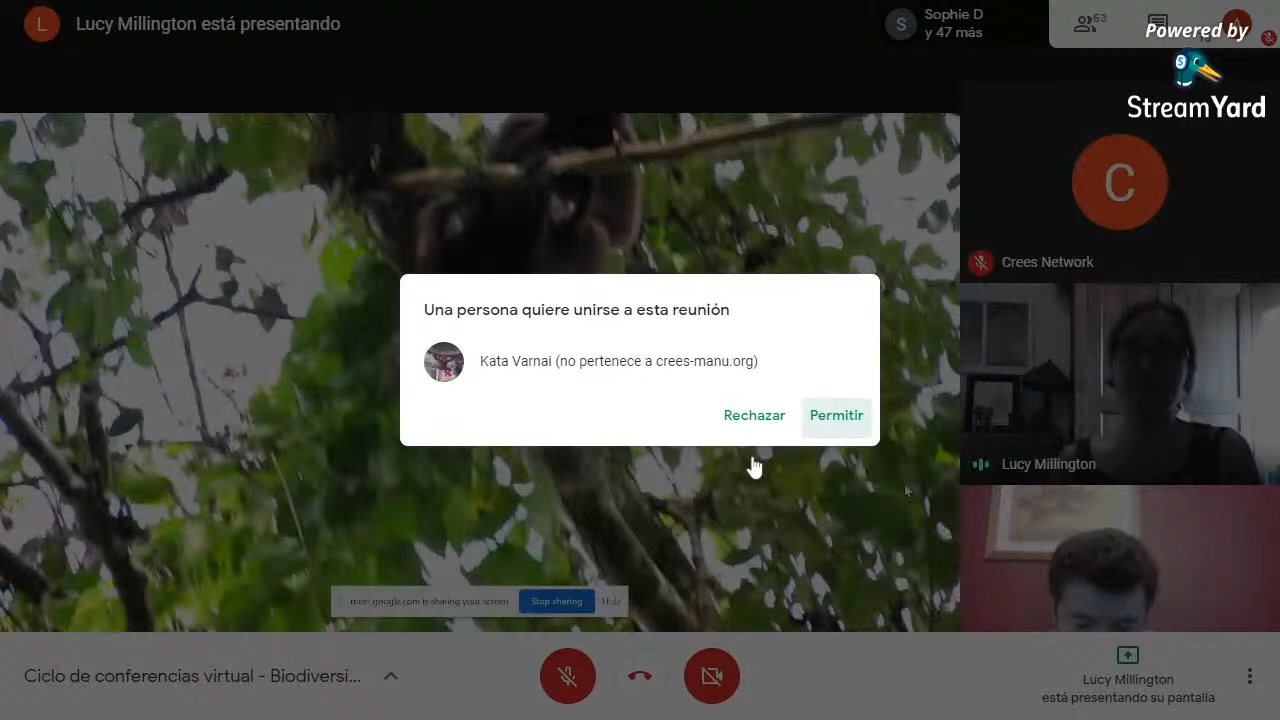 L
Lucy Millington está presentando
S
Sophie D
y 47 más
53
Powered by
StreamYard
C
Crees Network
Una persona quiere unirse a esta reunión
Kata Varnai (no pertenece a crees-manu.org)
Rechazar
Permitir
Lucy Millington
meet.google.com is sharing your screen.
Stop sharing
Hide
Ciclo de conferencias virtual - Biodiversi...
Lucy Millington
está presentando su pantalla